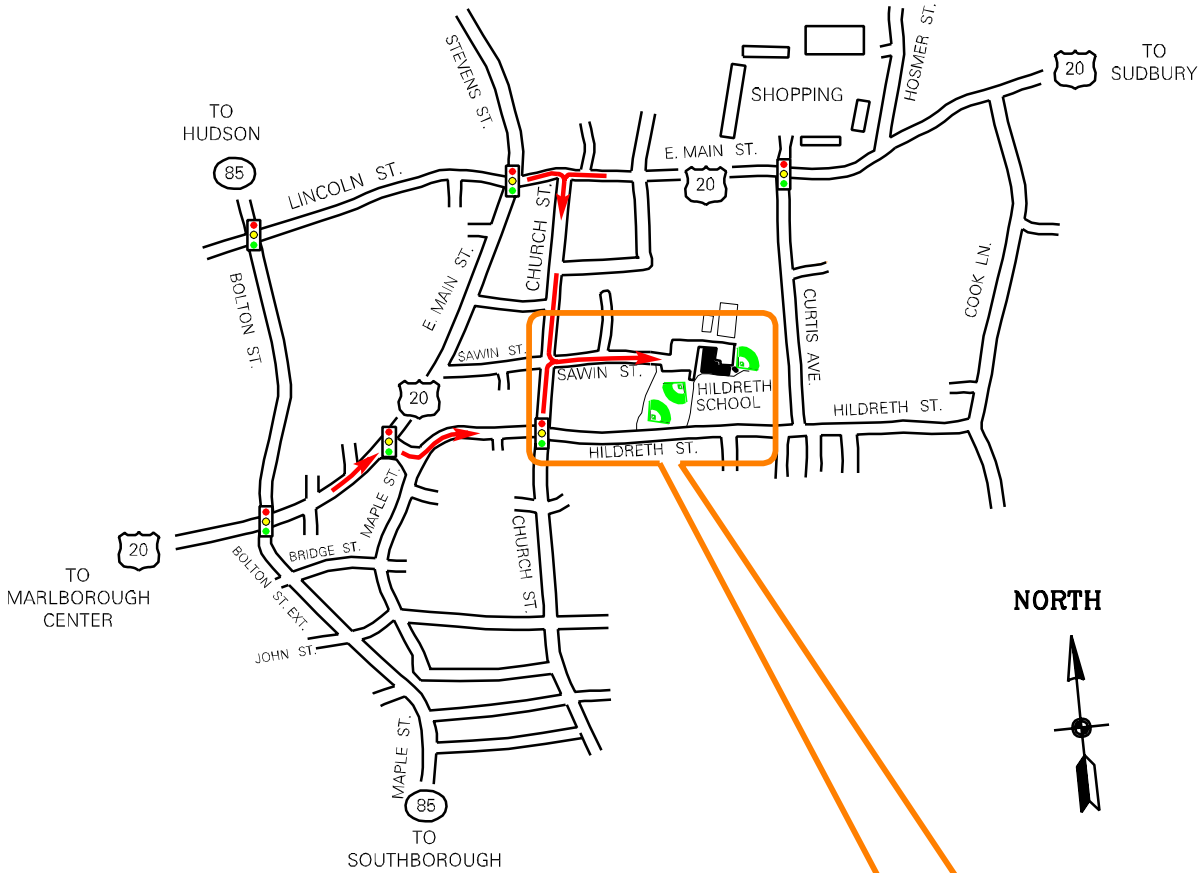 STEVENS ST.
HOSMER ST.
TO
SUDBURY
20
SHOPPING
TO
HUDSON
85
LINCOLN ST.
E. MAIN ST.
20
CHURCH ST.
E. MAIN ST.
BOLTON ST.
COOK LN.
CURTIS AVE.
SAWIN ST.
SAWIN ST.
HILDRETH
SCHOOL
20
HILDRETH ST.
HILDRETH ST.
MAPLE ST.
20
TO
MARLBOROUGH
CENTER
BRIDGE ST.
BOLTON ST. EXT.
CHURCH ST.
JOHN ST.
NORTH
MAPLE ST.
85
TO
SOUTHBOROUGH